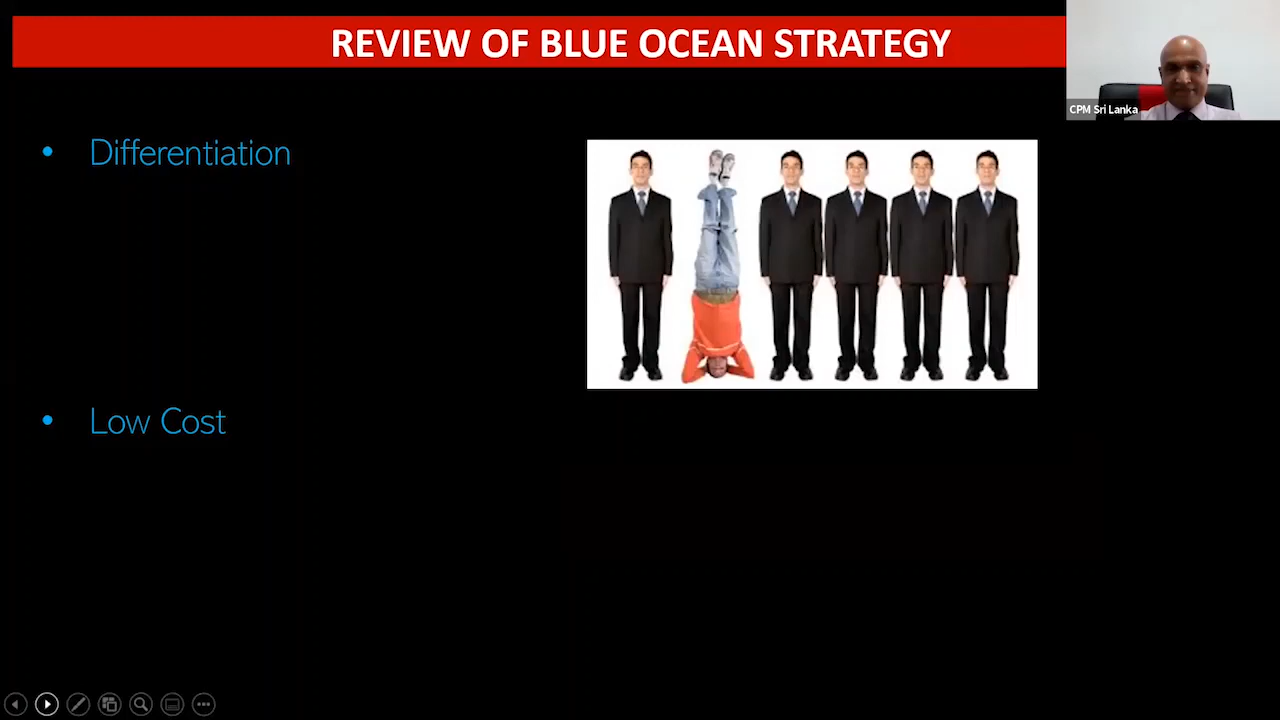 REVIEW OF BLUE OCEAN STRATEGY
CPM Sri Lanka
• Differentiation
• Low Cost